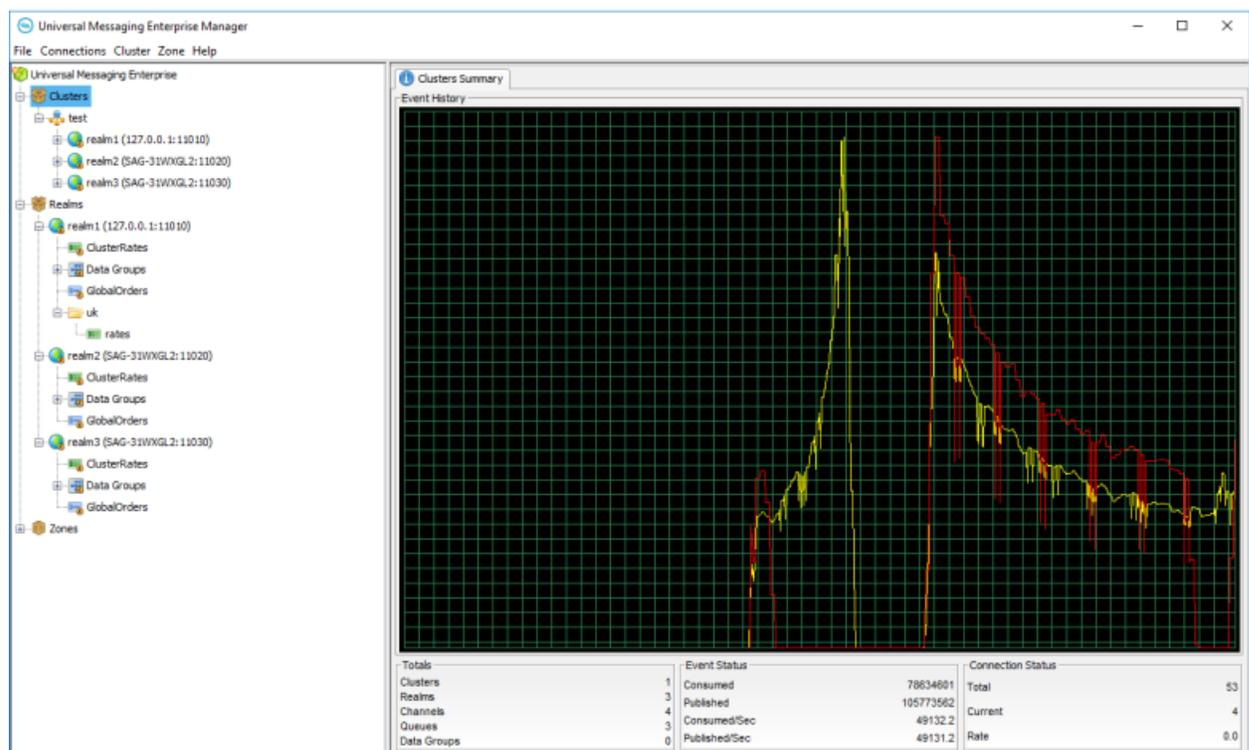 Universal Messaging Enterprise Manager
File Connections Cluster Zone Help
Universal Messaging Enterprise
Clusters
test
realm1 (127.0.0.1:11010)
realm2 (SAG-31WXGL2:11020)
realm3 (SAG-31WXGL2:11030)
Realms
realm1 (127.0.0.1:11010)
ClusterRates
Data Groups
GlobalOrders
uk
rates
realm2 (SAG-31WXGL2:11020)
ClusterRates
Data Groups
GlobalOrders
realm3 (SAG-31WXGL2:11030)
ClusterRates
Data Groups
GlobalOrders
Zones
Clusters Summary
Event History
Totals
Clusters 1
Realms 3
Channels 4
Queues 3
Data Groups 0
Event Status
Consumed 78634601
Published 105773562
Consumed/Sec 49132.2
Published/Sec 49131.2
Connection Status
Total 53
Current 4
Rate 0.0